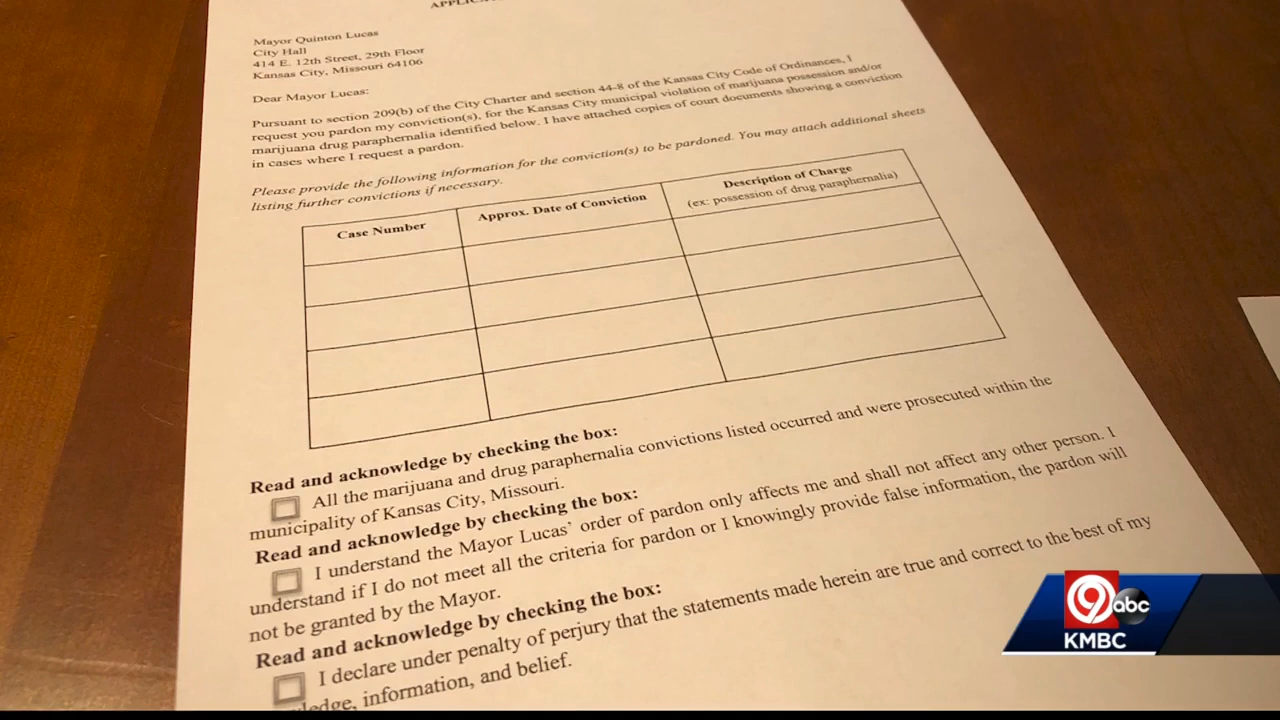 Mayor Quinton Lucas
City Hall
414 E. 12th Street, 29th Floor
Kansas City, Missouri 64106
Dear Mayor Lucas:
Pursuant to section 209(b) of the City Charter and section 44-8 of the Kansas City Code of Ordinances, I
request you pardon my conviction(s), for the Kansas City municipal violation of marijuana possession and/or
marijuana drug paraphernalia identified below. I have attached copies of court documents showing a conviction
in cases where I request a pardon.
Please provide the following information for the conviction(s) to be pardoned. You may attach additional sheets
listing further convictions if necessary.
Case Number
Approx. Date of Conviction
Description of Charge
(ex: possession of drug paraphernalia)
Read and acknowledge by checking the box:
All the marijuana and drug paraphernalia convictions listed occurred and were prosecuted within the
municipality of Kansas City, Missouri.
Read and acknowledge by checking the box:
I understand the Mayor Lucas' order of pardon only affects me and shall not affect any other person. I
understand if I do not meet all the criteria for pardon or I knowingly provide false information, the pardon will
not be granted by the Mayor.
Read and acknowledge by checking the box:
I declare under penalty of perjury that the statements made herein are true and correct to the best of my
information, and belief.
9 abc
KMBC